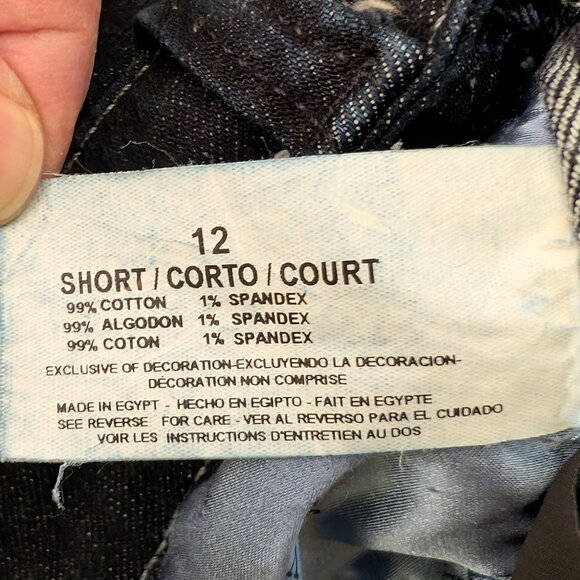 12
SHORT / CORTO / COURT
99% COTTON 1% SPANDEX
99% ALGODON 1% SPANDEX
99% COTON 1% SPANDEX
EXCLUSIVE OF DECORATION-EXCLUYENDO LA DECORACION-
DÉCORATION NON COMPRISE
MADE IN EGYPT - HECHO EN EGIPTO - FAIT EN EGYPTE
SEE REVERSE FOR CARE - VER AL REVERSO PARA EL CUIDADO
VOIR LES INSTRUCTIONS D'ENTRETIEN AU DOS